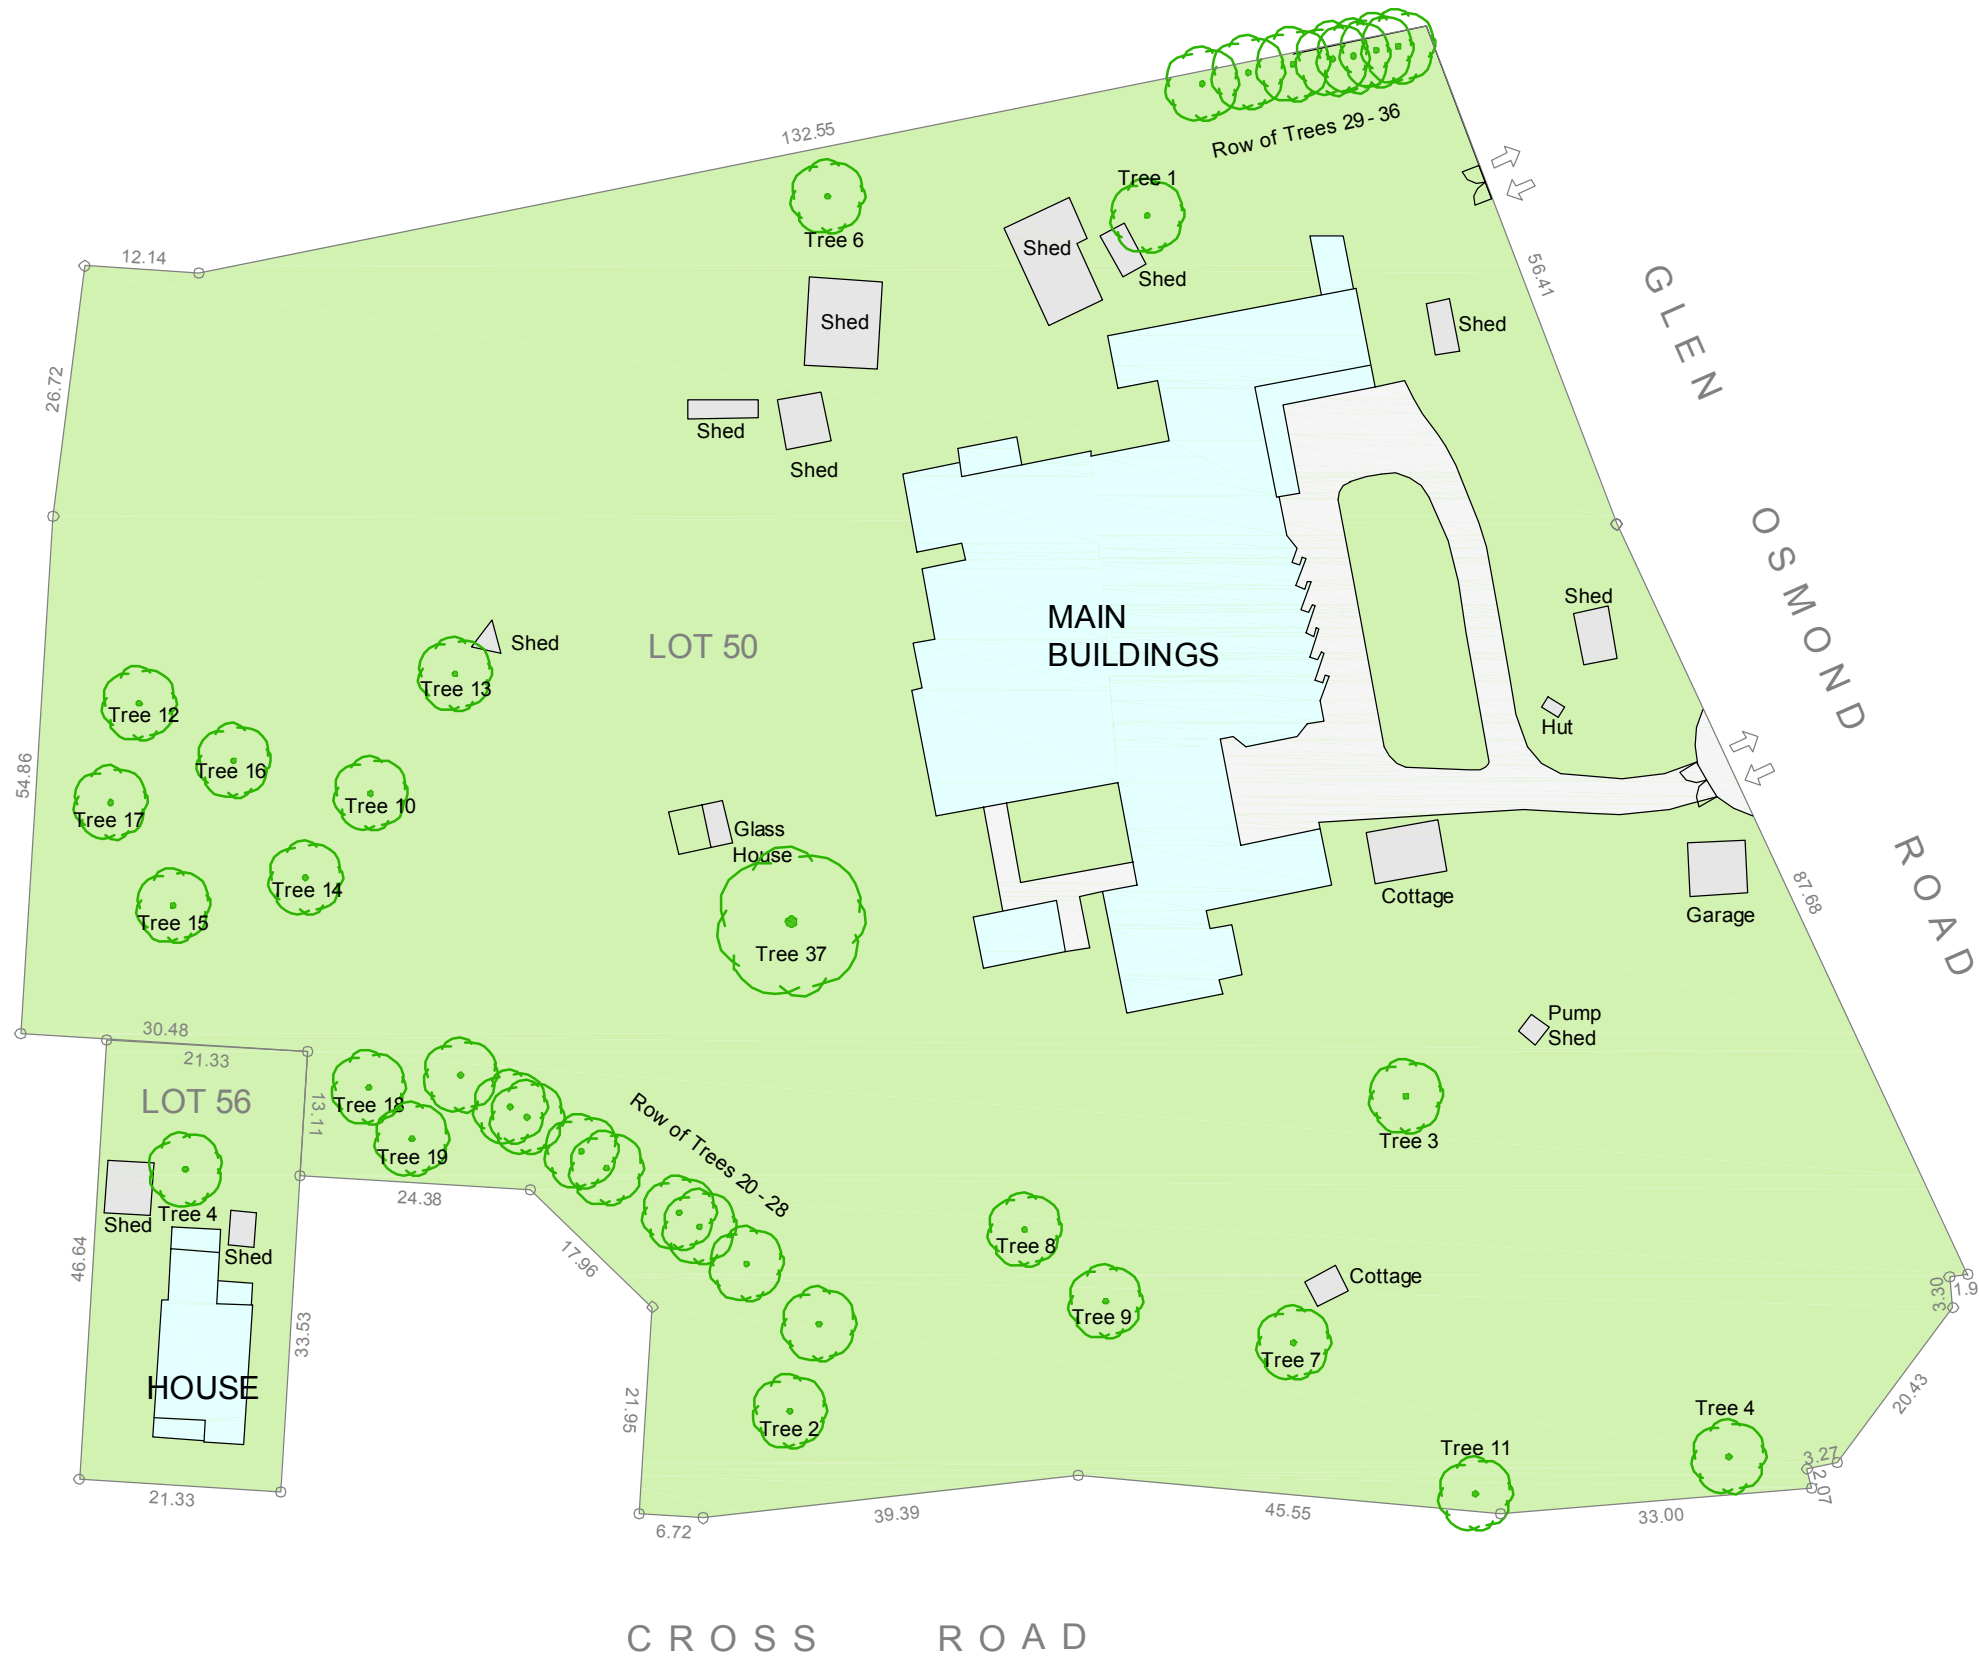 Row of Trees 29 - 36
132.55
Tree 1
Tree 6
Shed
Shed
12.14
56.41
GLEN OSMOND ROAD
Shed
Shed
26.72
Shed
Shed
LOT 50
MAIN
BUILDINGS
Shed
Shed
Tree 13
Tree 12
Hut
Tree 16
54.86
Tree 17
Tree 10
Glass
House
Tree 14
Tree 15
Cottage
Garage
87.68
Tree 37
Pump
Shed
30.48
21.33
LOT 56
13.11
Tree 18
Tree 19
Row of Trees 20 - 28
Tree 3
24.38
Tree 4
Shed
Shed
46.64
17.96
Tree 8
Cottage
Tree 9
3.30
1.9
33.53
Tree 7
HOUSE
21.95
Tree 2
Tree 11
Tree 4
20.43
3.27
2.07
21.33
6.72
39.39
45.55
33.00
CROSS ROAD